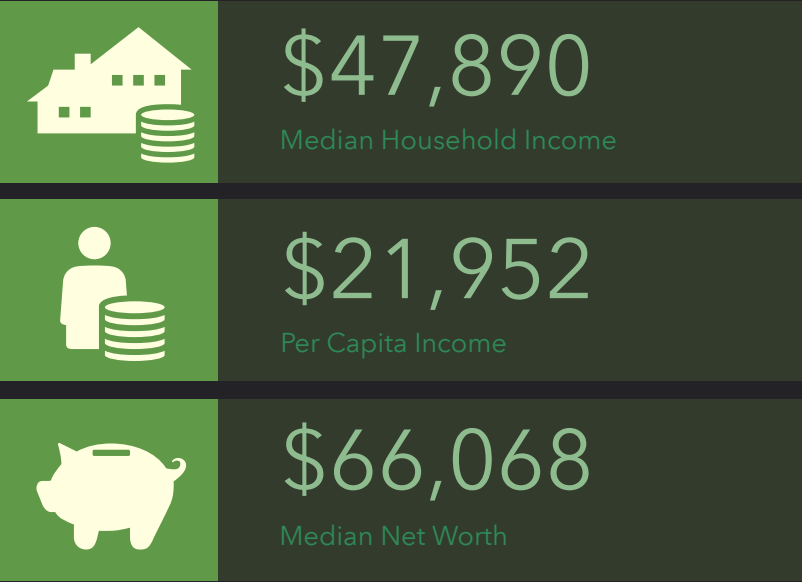 $47,890
Median Household Income
$21,952
Per Capita Income
$66,068
Median Net Worth